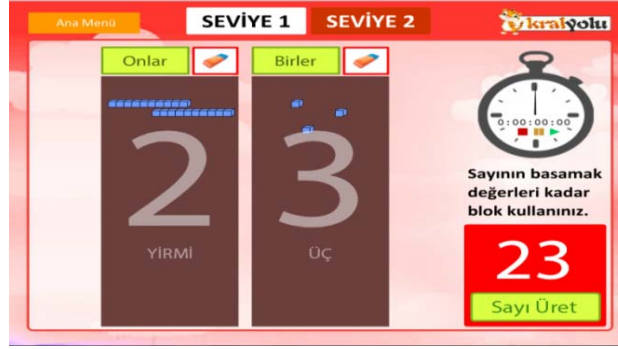 Ana Menü
SEVİYE 1
SEVİYE 2
kralyolu
Onlar
Birler
2
YİRMİ
3
ÜÇ
0:00:00:00
Sayının basamak
değerleri kadar
blok kullanınız.
23
Sayı Üret